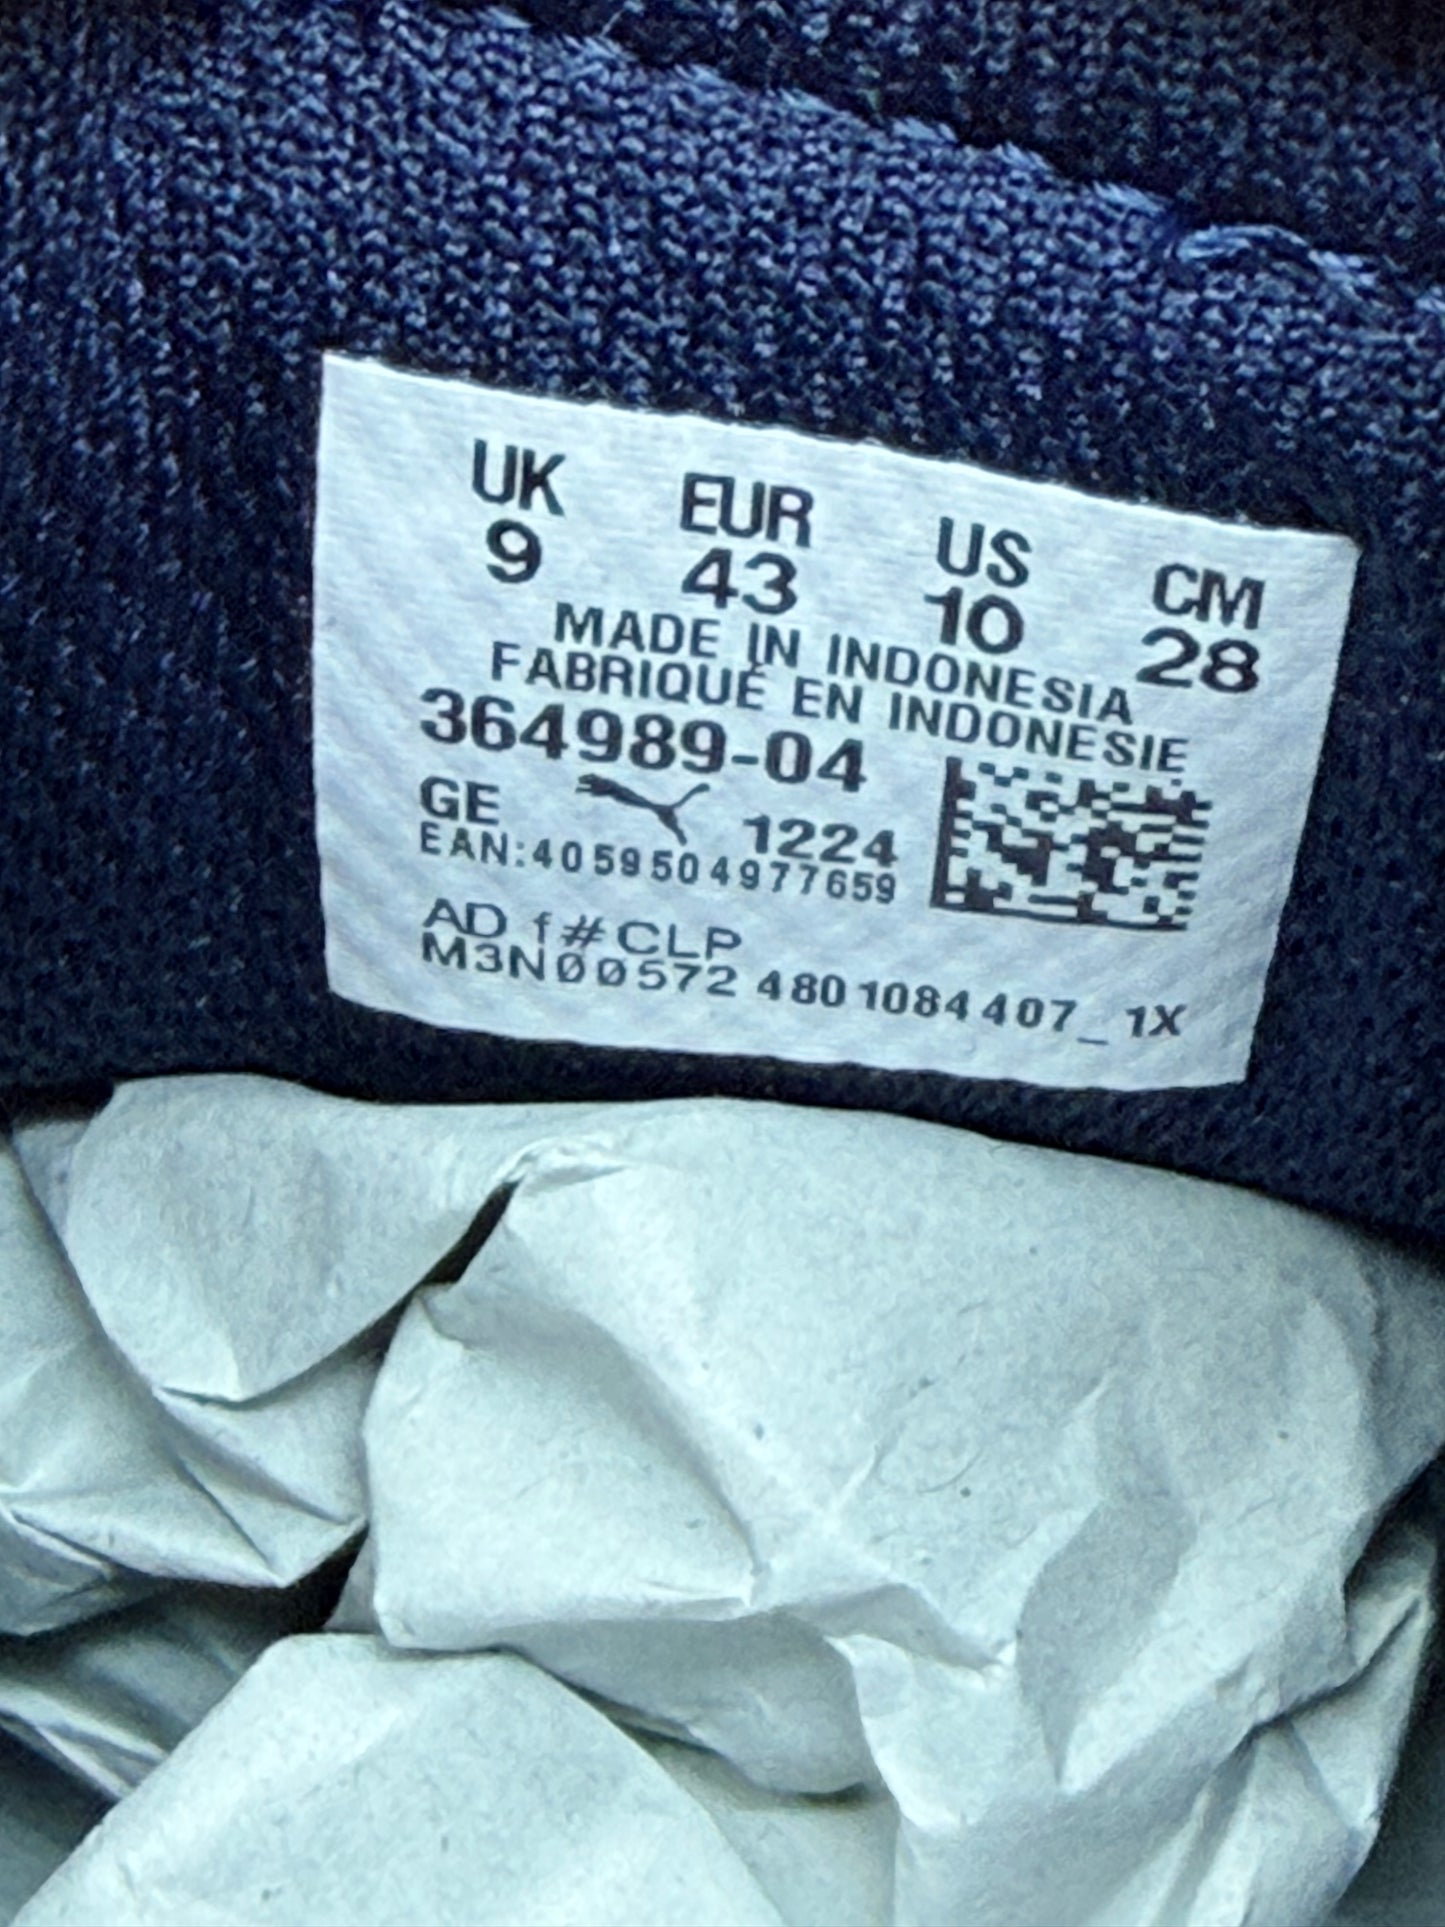 UK EUR US CM
9 43 10 28
MADE IN INDONESIA
FABRIQUÉ EN INDONESIE
364989-04
GE 1224
EAN:4059504977659
AD f#CLP
M3N00572 4801084407_1X